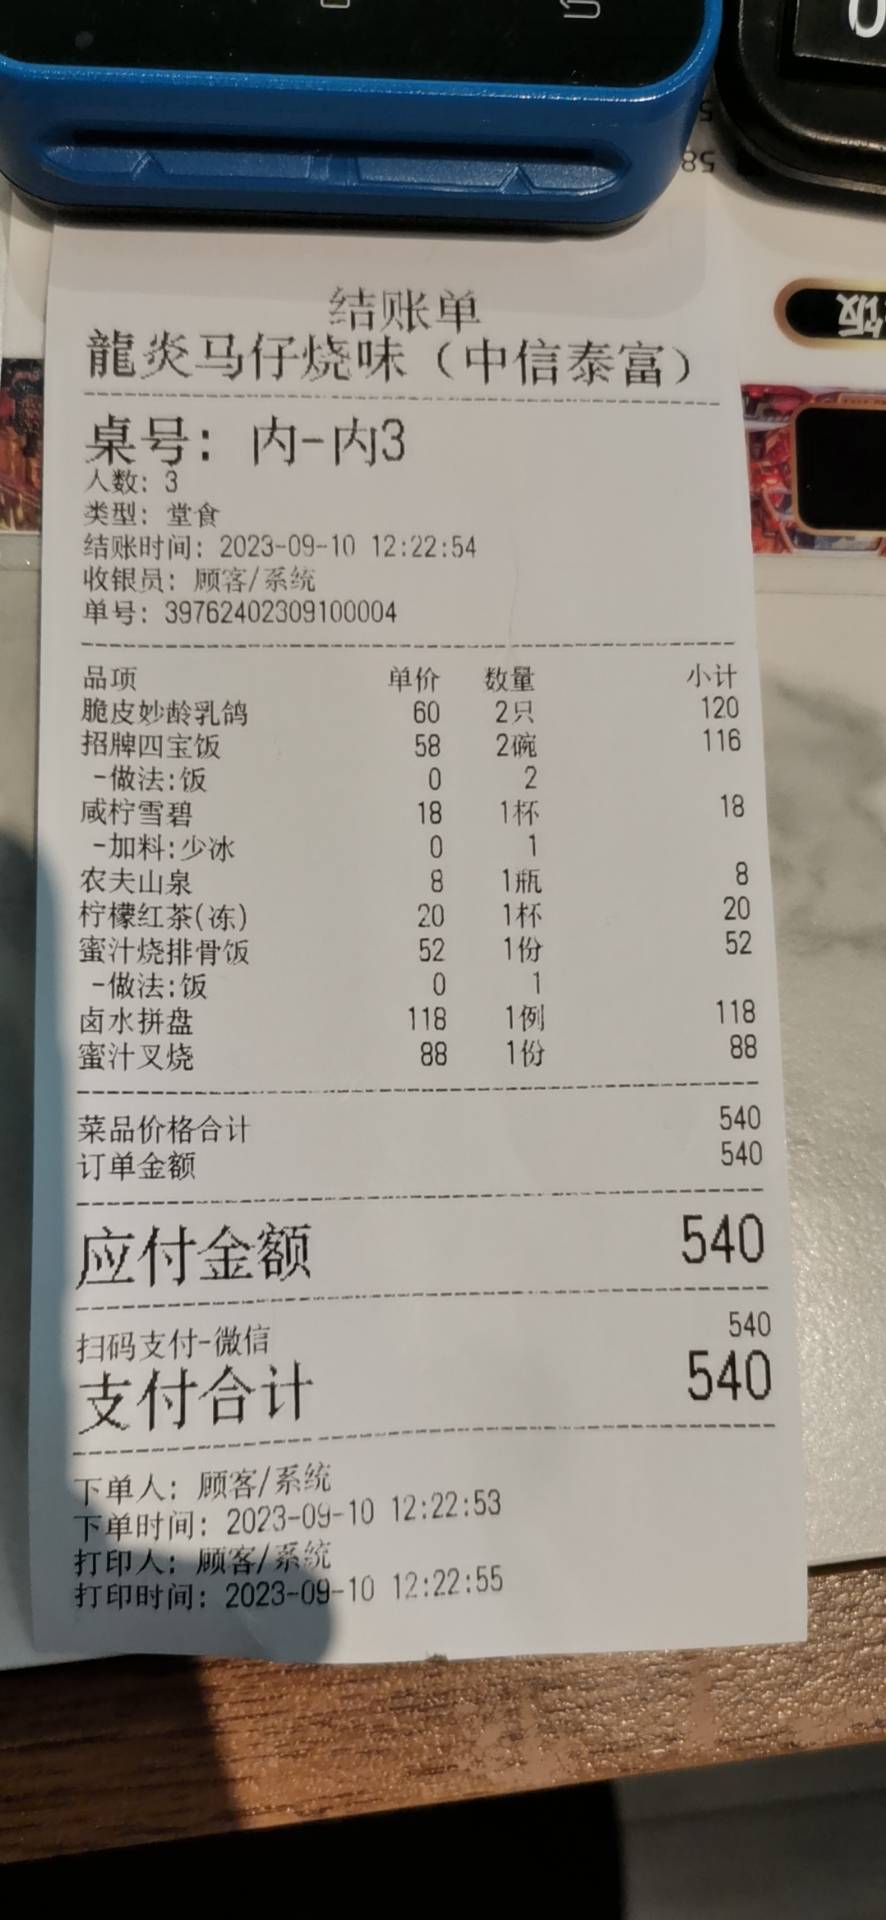 58
饭
结账单
龍炎马仔烧味（中信泰富）
桌号: 内-内3
人数: 3
类型: 堂食
结账时间: 2023-09-10 12:22:54
收银员: 顾客/系统
单号: 39762402309100004
品项 单价 数量 小计
脆皮妙龄乳鸽 60 2只 120
招牌四宝饭 58 2碗 116
-做法:饭 0 2
咸柠雪碧 18 1杯 18
-加料:少冰 0 1
农夫山泉 8 1瓶 8
柠檬红茶(冻) 20 1杯 20
蜜汁烧排骨饭 52 1份 52
-做法:饭 0 1
卤水拼盘 118 1例 118
蜜汁叉烧 88 1份 88
菜品价格合计 540
订单金额 540
应付金额 540
扫码支付-微信 540
支付合计 540
下单人: 顾客/系统
下单时间: 2023-09-10 12:22:53
打印人: 顾客/系统
打印时间: 2023-09-10 12:22:55